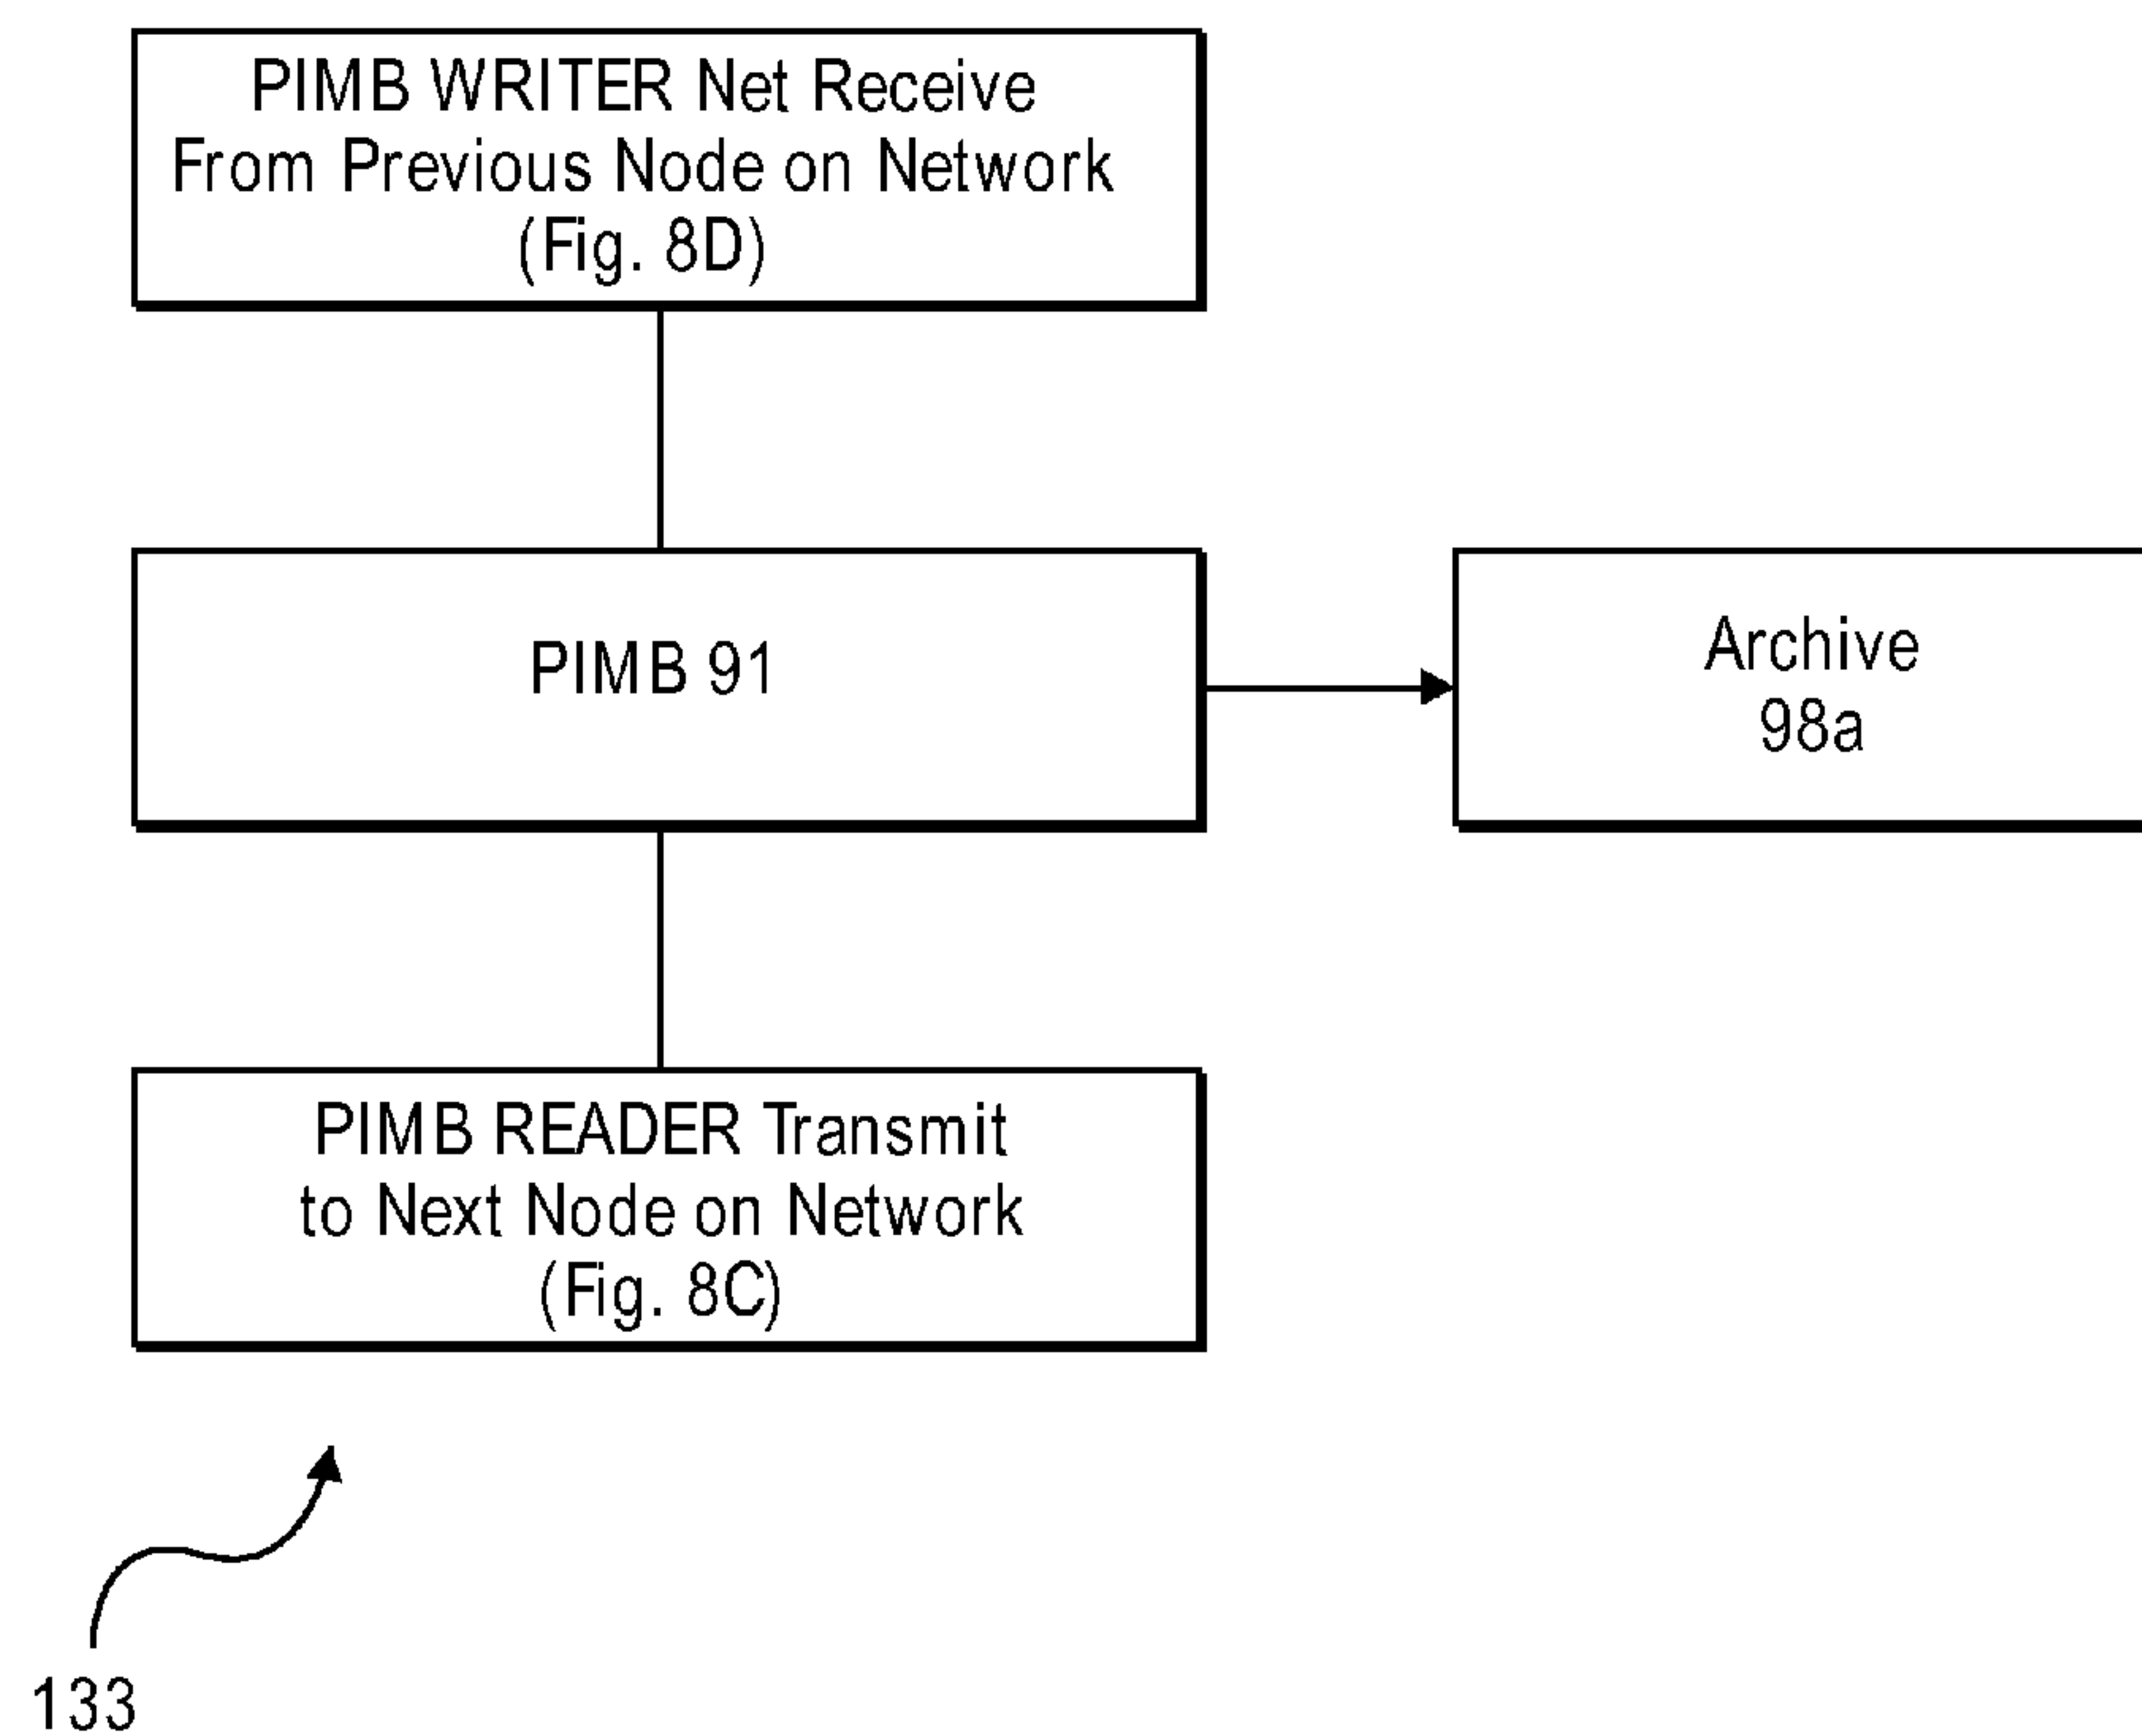 PIMB WRITER Net Receive
From Previous Node on Network
(Fig. 8D)
PIMB 91
Archive
98a
PIMB READER Transmit
to Next Node on Network
(Fig. 8C)
133